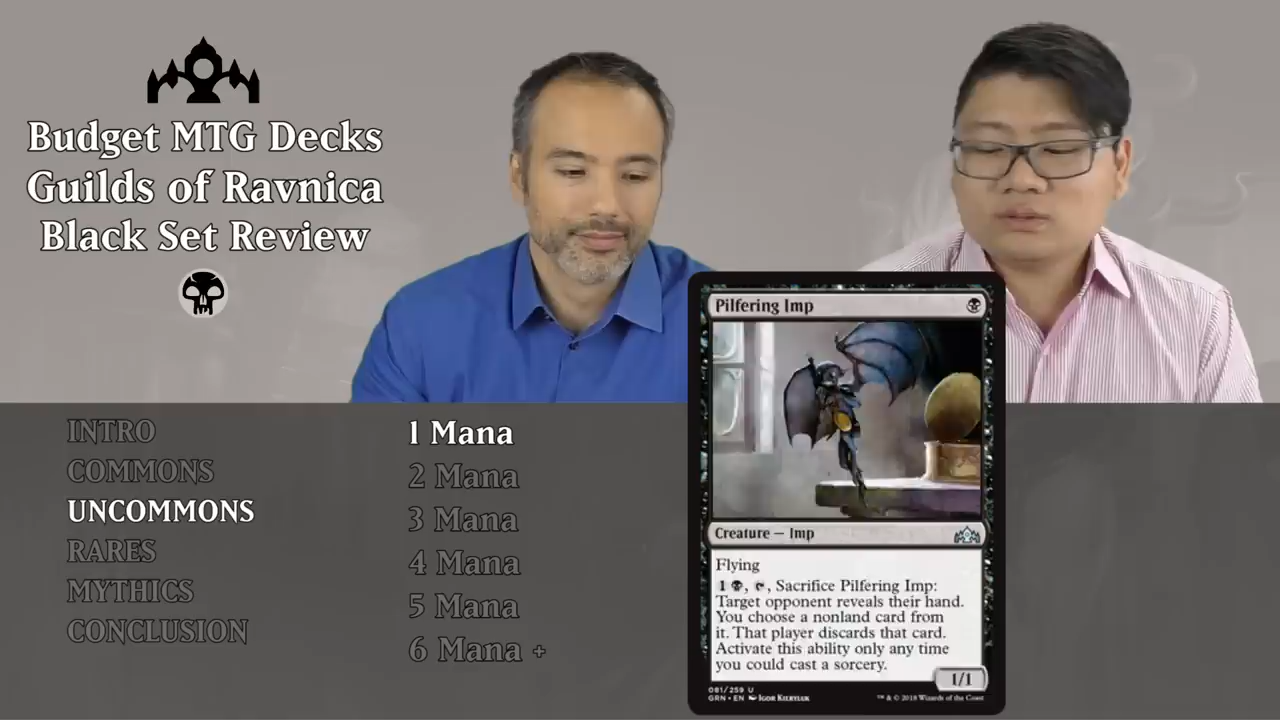 Budget MTG Decks
Guilds of Ravnica
Black Set Review
INTRO
COMMONS
UNCOMMONS
RARES
MYTHICS
CONCLUSION
1 Mana
2 Mana
3 Mana
4 Mana
5 Mana
6 Mana +
Pilfering Imp
Creature — Imp
Flying
1 , , Sacrifice Pilfering Imp:
Target opponent reveals their hand.
You choose a nonland card from
it. That player discards that card.
Activate this ability only any time
you could cast a sorcery.
1/1
081/259 U
GRN • EN Igor Kieryluk
™ & © 2018 Wizards of the Coast